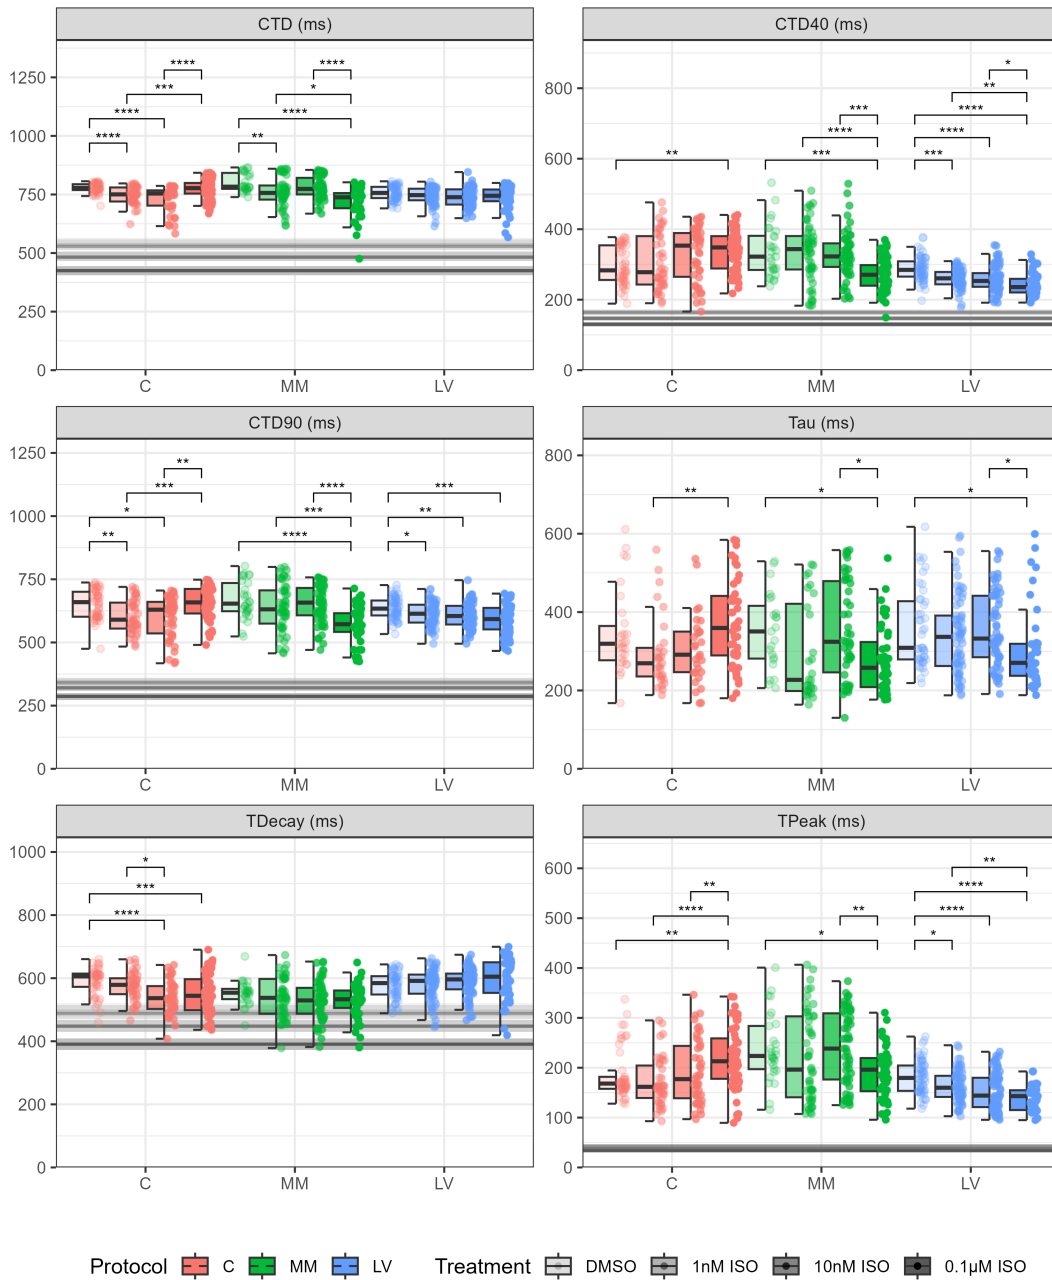 CTD (ms)
CTD40 (ms)
1250
1000
750
500
250
0
**** *** **** ****
**** * **** **
C MM LV
800
600
400
200
0
**
*** **** ***
* ** **** **** ***
C MM LV
CTD90 (ms)
Tau (ms)
1250
1000
750
500
250
0
** *** * **
**** *** ****
*** ** *
C MM LV
800
600
400
200
0
**
* *
* *
C MM LV
TDecay (ms)
TPeak (ms)
1000
800
600
400
200
0
* *** ****
C MM LV
600
500
400
300
200
100
0
** **** **
** *
** **** **** *
C MM LV
Protocol C MM LV Treatment DMSO 1nM ISO 10nM ISO 0.1µM ISO